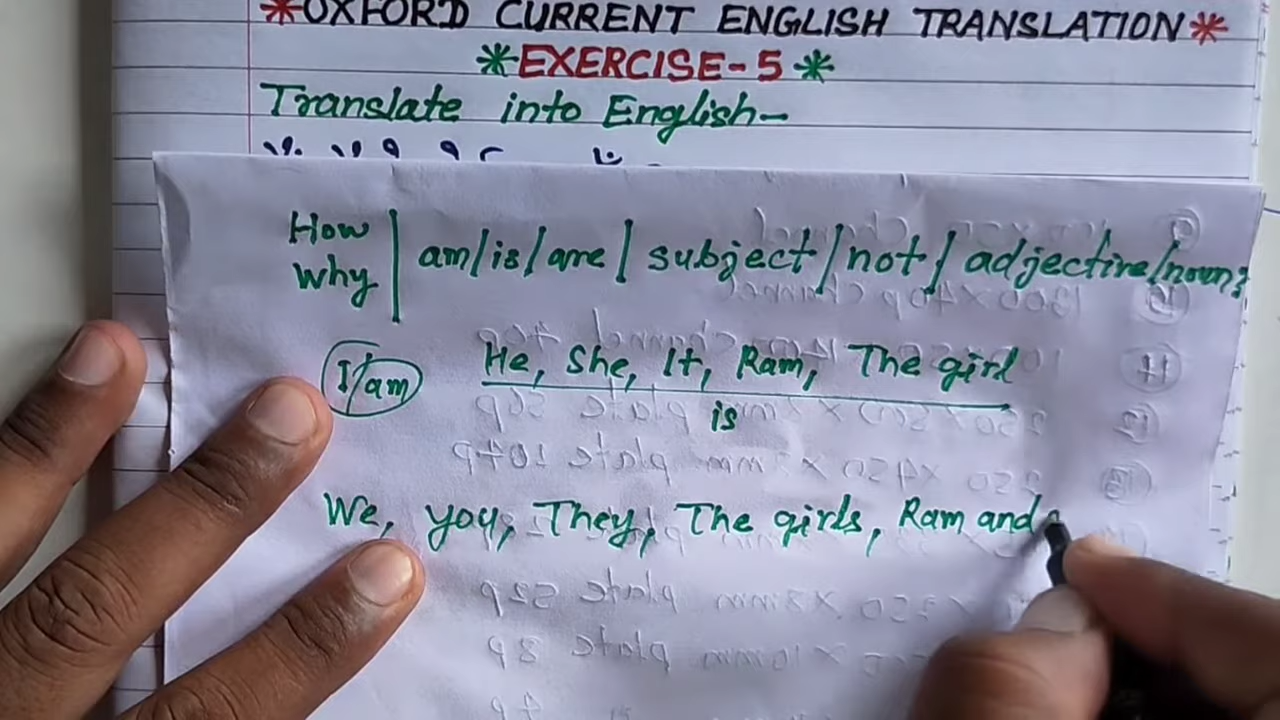 *OXFORD CURRENT ENGLISH TRANSLATION*
*EXERCISE-5*
Translate into English-
How
Why | am/is/are | subject/not/ adjective/noun?
I/am He, She, It, Ram, The girl
is
We, you, They, The girls, Ram and